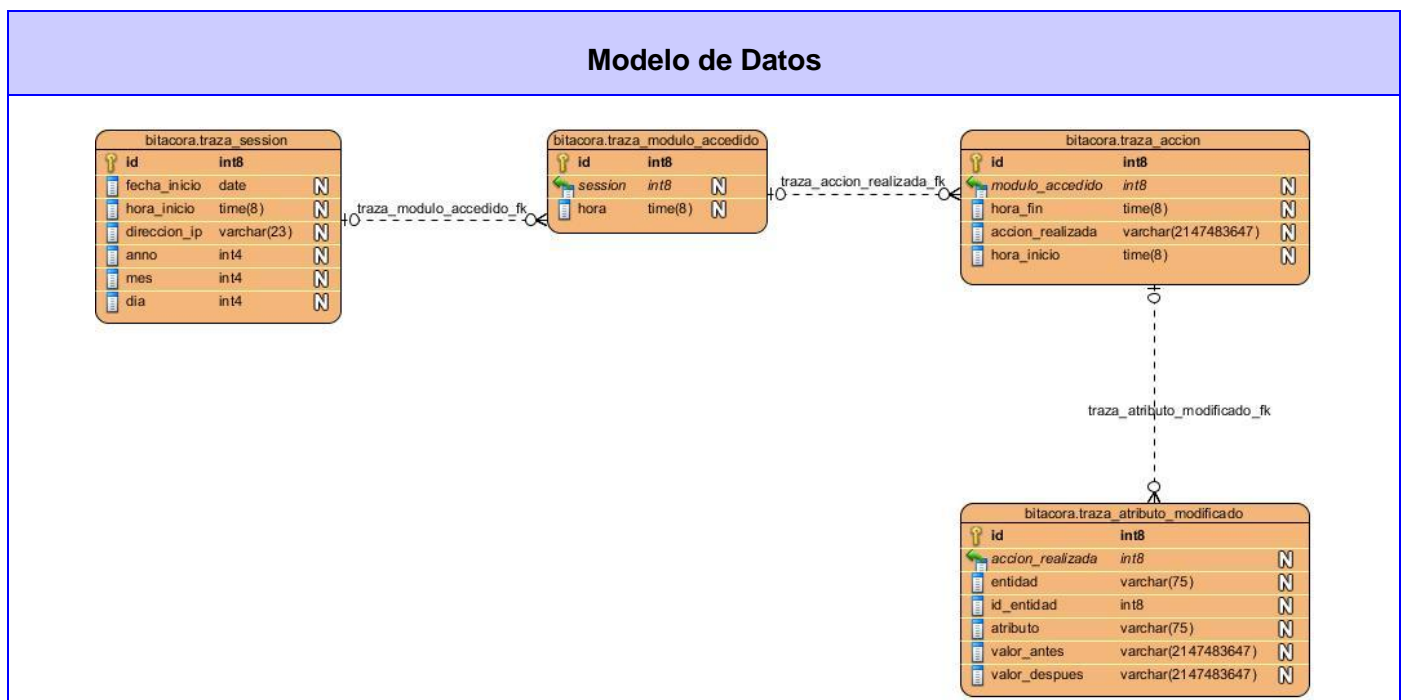 Modelo de Datos
bitacora.traza_session
id int8
fecha_inicio date N
hora_inicio time(8) N
direccion_ip varchar(23) N
anno int4 N
mes int4 N
dia int4 N
traza_modulo_accedido_fk
bitacora.traza_modulo_accedido
id int8
session int8 N
hora time(8) N
traza_accion_realizada_fk
bitacora.traza_accion
id int8
modulo_accedido int8 N
hora_fin time(8) N
accion_realizada varchar(2147483647) N
hora_inicio time(8) N
traza_atributo_modificado_fk
bitacora.traza_atributo_modificado
id int8
accion_realizada int8 N
entidad varchar(75) N
id_entidad int8 N
atributo varchar(75) N
valor_antes varchar(2147483647) N
valor_despues varchar(2147483647) N